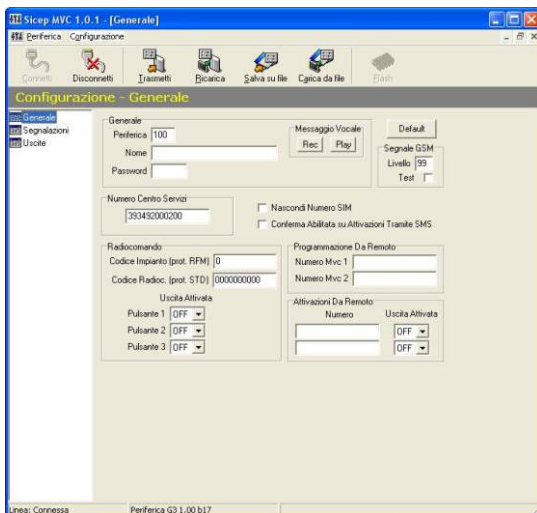 Sicep MVC 1.0.1 - [Generale]
Periferica Configurazione
Connetti Disconnetti Trasmetti Ricarica Salva su file Carica da file Flash
Configurazione - Generale
Generale
Segnalazioni
Uscite
Generale
Periferica 100
Nome
Password
Messaggio Vocale
Rec Play
Default
Segnale GSM
Livello 99
Test
Numero Centro Servizi
393492000200
Nascondi Numero SIM
Conferma Abilitata su Attivazioni Tramite SMS
Radiocomando
Codice Impianto (prot. RFM) 0
Codice Radioc. (prot. STD) 0000000000
Uscita Attivata
Pulsante 1 OFF
Pulsante 2 OFF
Pulsante 3 OFF
Programmazione Da Remoto
Numero Mvc 1
Numero Mvc 2
Attivazioni Da Remoto
Numero Uscita Attivata
OFF
OFF
Linea: Connessa Periferica G3 1.00 b17